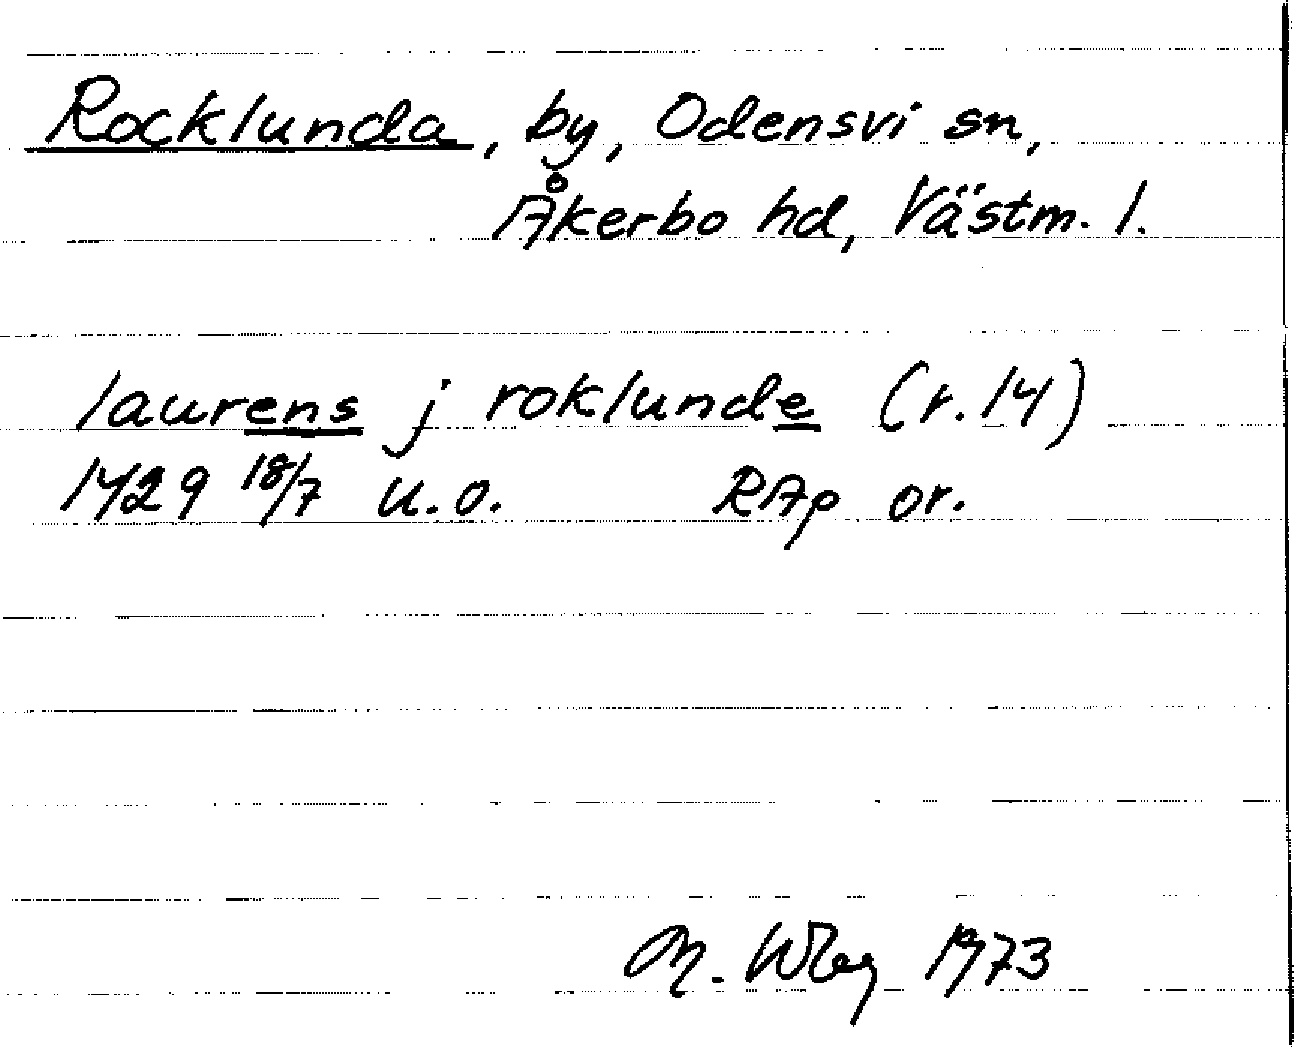 Rocklunda, by, Odensvi sn,
Åkerbo hd, Västm. l.
laurens j roklunde (r. 14)
1429 18/7 u.o. RAp or.
M. Wbg 1973